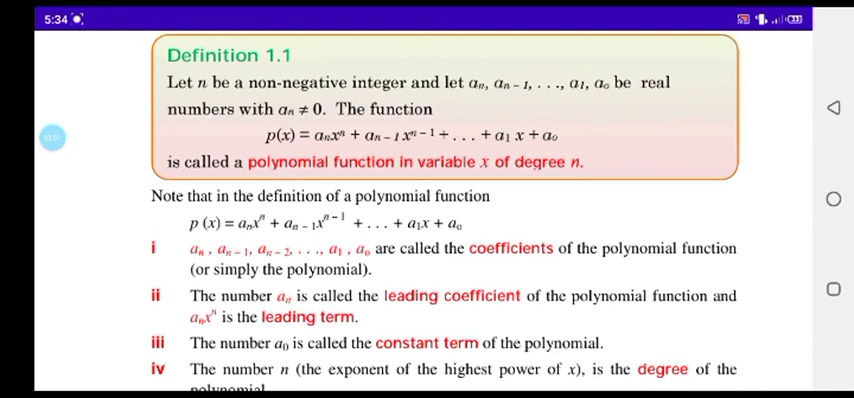 5:34
Definition 1.1
Let n be a non-negative integer and let aₙ, aₙ₋₁, . . ., a₁, a₀ be real
numbers with aₙ ≠ 0. The function
p(x) = aₙxⁿ + aₙ₋₁xⁿ⁻¹ + . . . + a₁ x + a₀
is called a polynomial function in variable x of degree n.
Note that in the definition of a polynomial function
p (x) = aₙxⁿ + aₙ₋₁xⁿ⁻¹ + . . . + a₁x + a₀
i aₙ , aₙ₋₁, aₙ₋₂, . . ., a₁ , a₀ are called the coefficients of the polynomial function
(or simply the polynomial).
ii The number aₙ is called the leading coefficient of the polynomial function and
aₙxⁿ is the leading term.
iii The number a₀ is called the constant term of the polynomial.
iv The number n (the exponent of the highest power of x), is the degree of the
polynomial